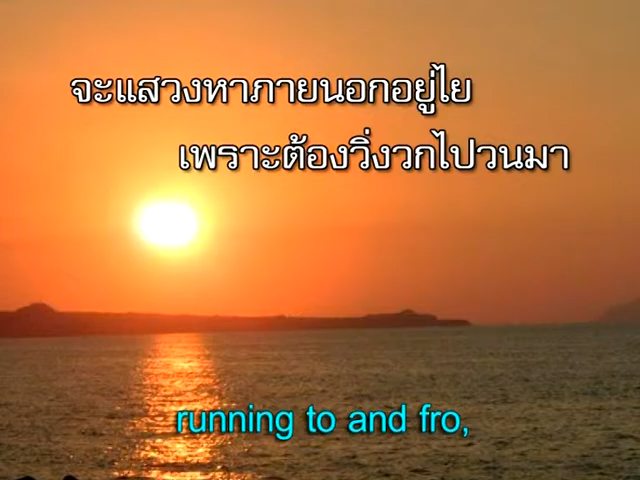 จะแสวงหาภายนอกอยู่ไย
เพราะต้องวิ่งวกไปวนมา
running to and fro,